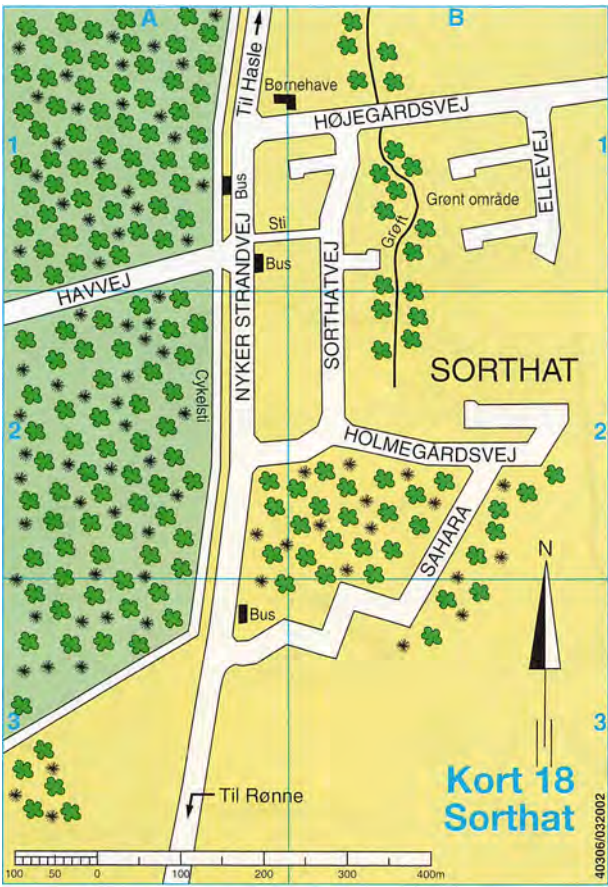 A
B
Til Hasle
Børnehave
HØJEGÅRDSVEJ
1
1
Bus
ELLEVEJ
Grønt område
Sti
Grøft
Bus
HAVVEJ
NYKER STRANDVEJ
SORTHATVEJ
SORTHAT
Cykelsti
2
2
HOLMEGÅRDSVEJ
SAHARA
N
Bus
3
3
Til Rønne
Kort 18
Sorthat
40306/032002
100 50 0 100 200 300 400m